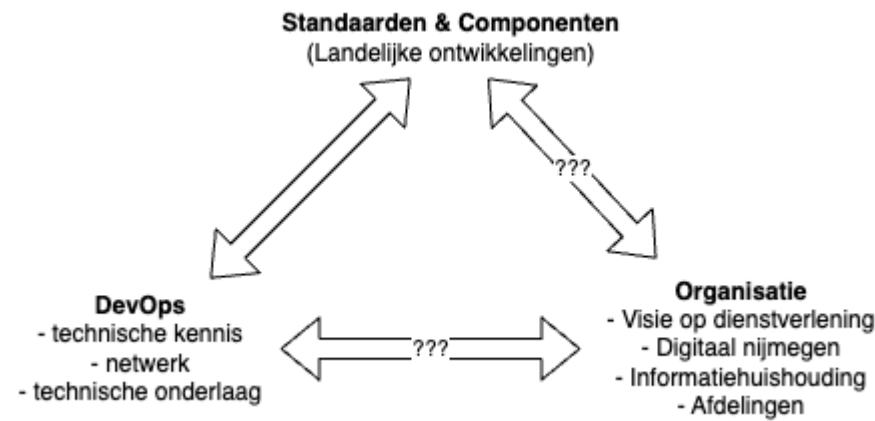 Standaarden & Componenten
(Landelijke ontwikkelingen)
???
DevOps
- technische kennis
- netwerk
- technische onderlaag
???
Organisatie
- Visie op dienstverlening
- Digitaal nijmegen
- Informatiehuishouding
- Afdelingen